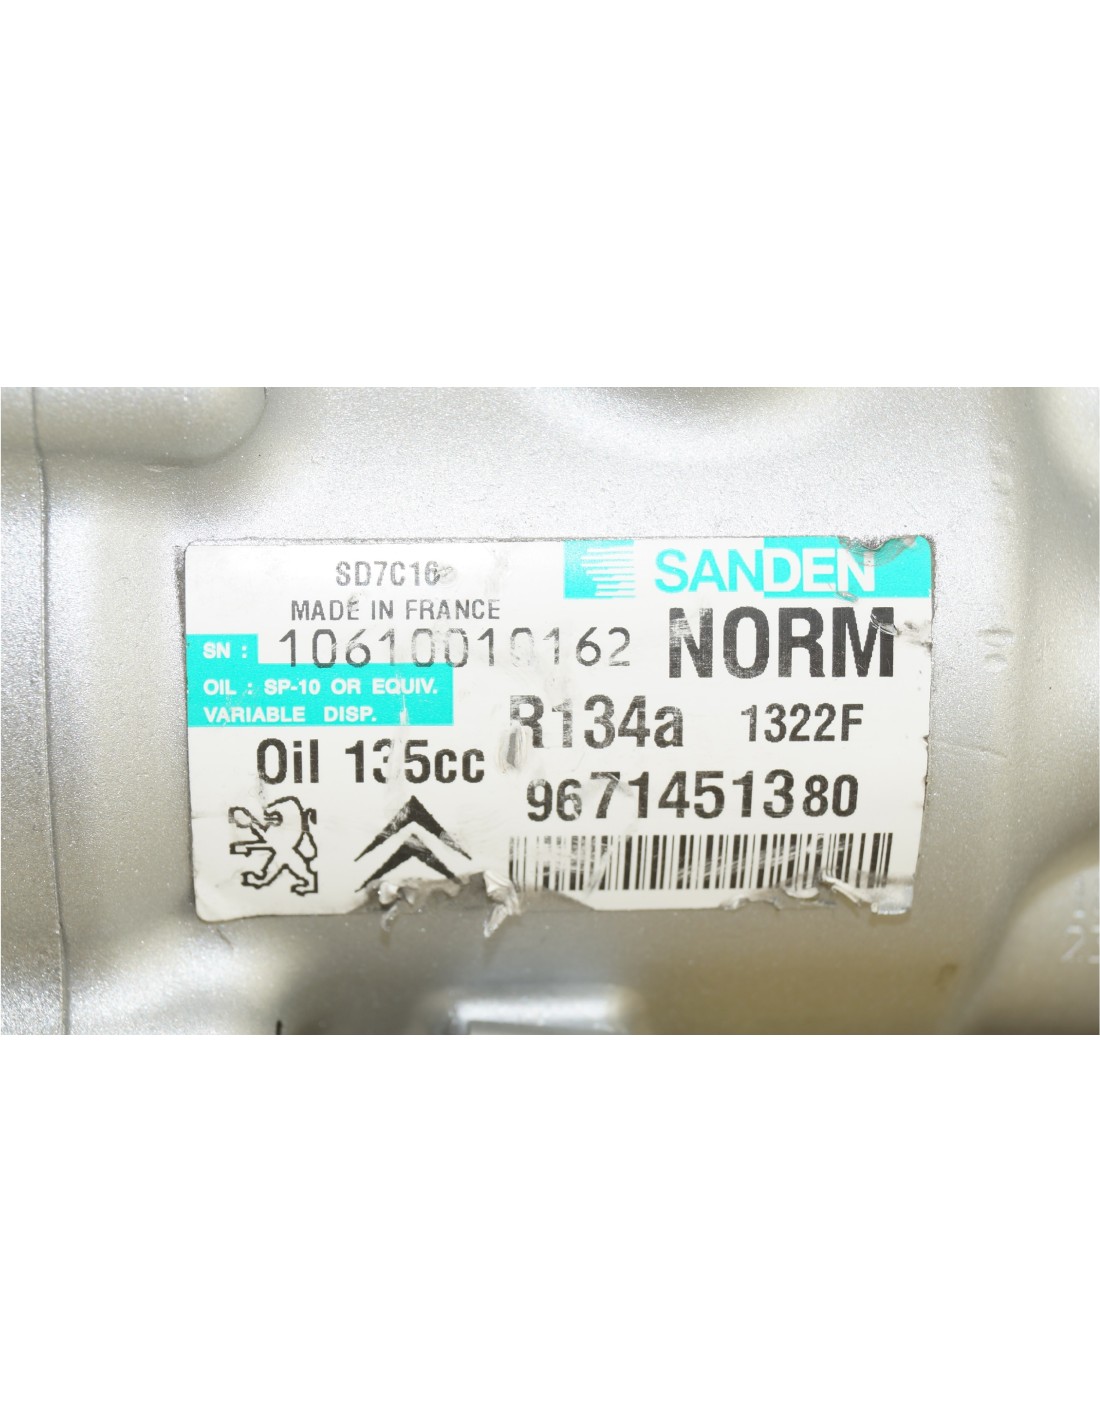 SD7C16
SANDEN
MADE IN FRANCE
NORM
SN : 10610010162
OIL : SP-10 OR EQUIV.
VARIABLE DISP.
R134a 1322F
Oil 135cc
9671451380